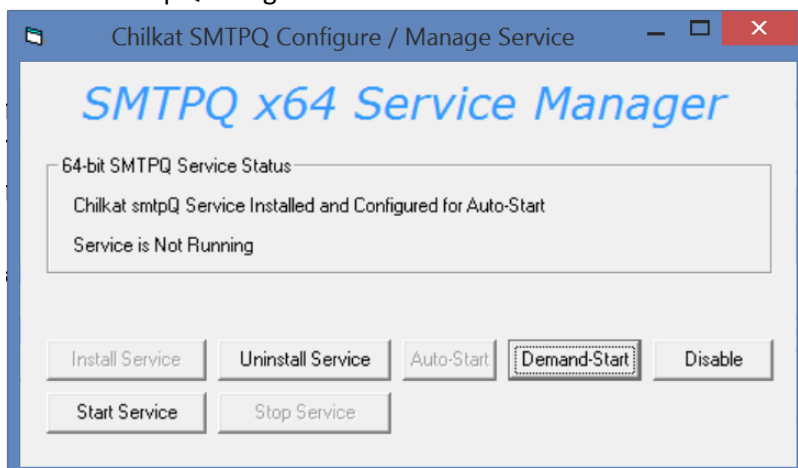 Chilkat SMTPQ Configure / Manage Service
SMTPQ x64 Service Manager
64-bit SMTPQ Service Status
Chilkat smtpQ Service Installed and Configured for Auto-Start
Service is Not Running
Install Service Uninstall Service Auto-Start Demand-Start Disable
Start Service Stop Service